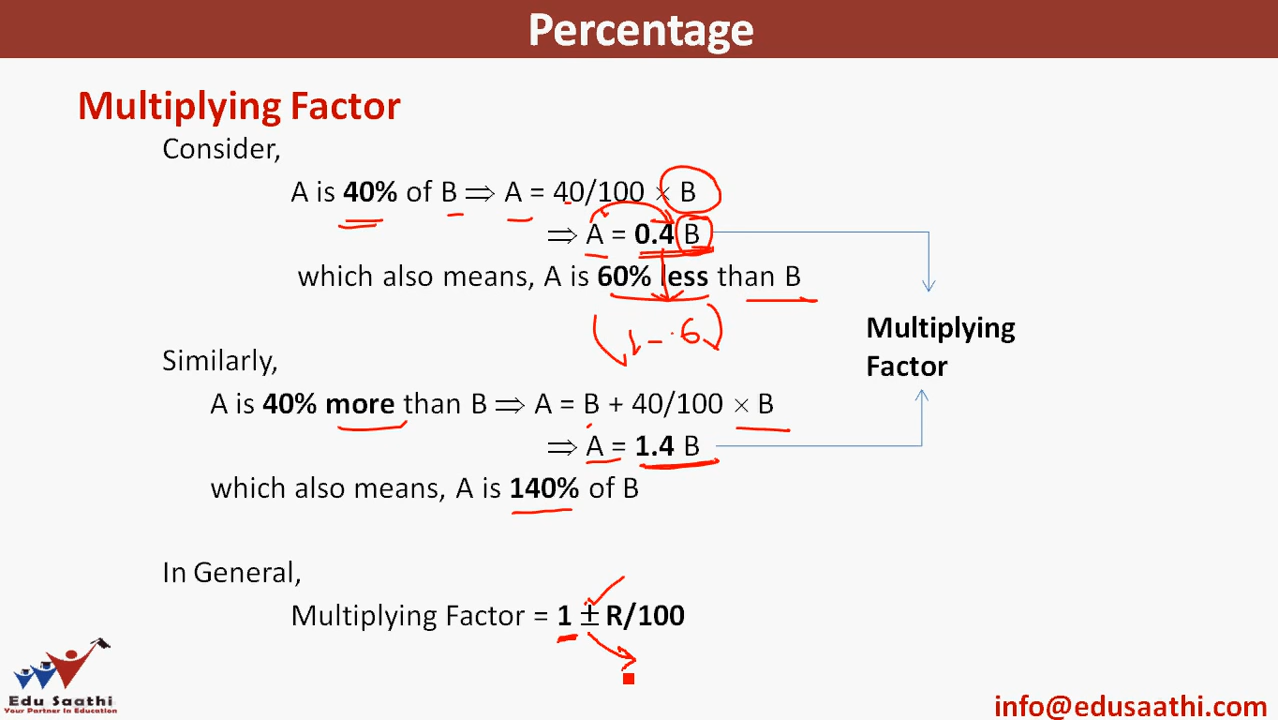 Percentage
Multiplying Factor
Consider,
A is 40% of B ⇒ A = 40/100 × B
⇒ A = 0.4 B
which also means, A is 60% less than B
(1 - .6)
Multiplying
Factor
Similarly,
A is 40% more than B ⇒ A = B + 40/100 × B
⇒ A = 1.4 B
which also means, A is 140% of B
In General,
Multiplying Factor = 1 ± R/100
Edu Saathi
Your Partner in Education
info@edusaathi.com